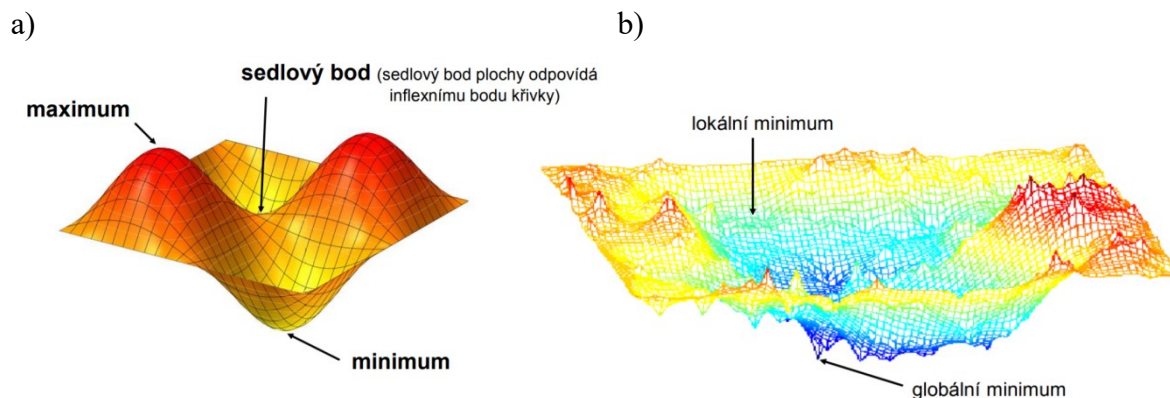 a)
sedlový bod (sedlový bod plochy odpovídá
inflexnímu bodu křivky)
maximum
minimum
b)
lokální minimum
globální minimum